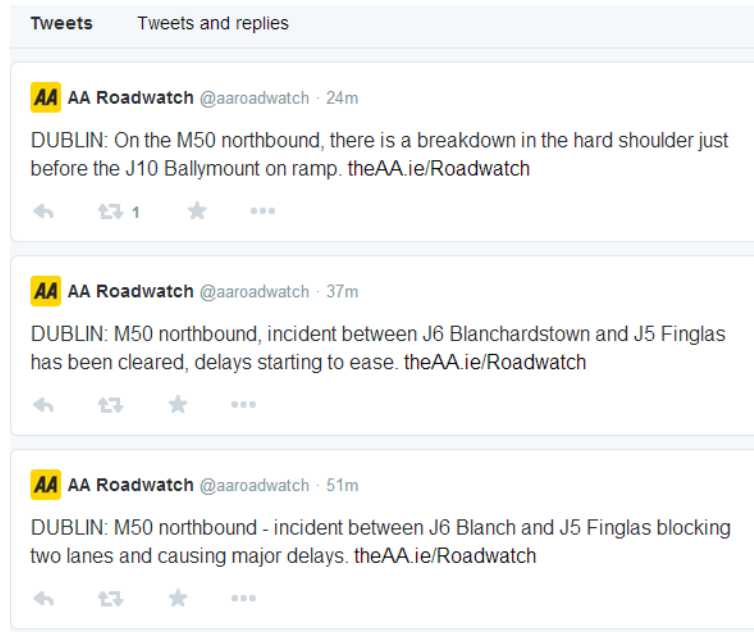 Tweets Tweets and replies
AA AA Roadwatch @aaroadwatch · 24m
DUBLIN: On the M50 northbound, there is a breakdown in the hard shoulder just
before the J10 Ballymount on ramp. theAA.ie/Roadwatch
1
AA AA Roadwatch @aaroadwatch · 37m
DUBLIN: M50 northbound, incident between J6 Blanchardstown and J5 Finglas
has been cleared, delays starting to ease. theAA.ie/Roadwatch
AA AA Roadwatch @aaroadwatch · 51m
DUBLIN: M50 northbound - incident between J6 Blanch and J5 Finglas blocking
two lanes and causing major delays. theAA.ie/Roadwatch